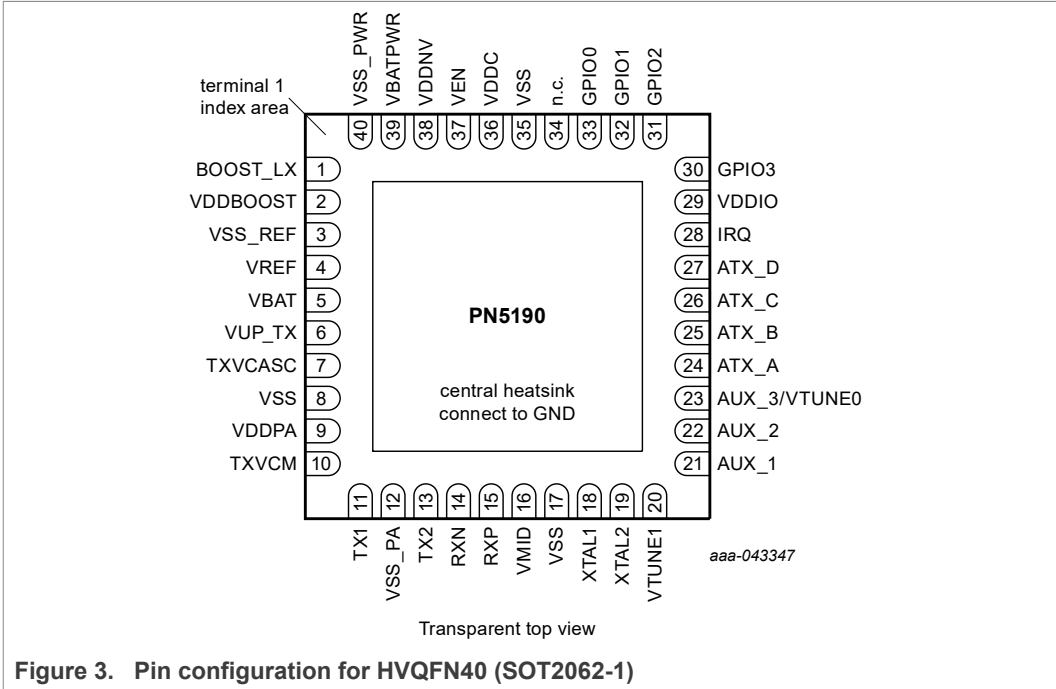 VSS_PWR
VBATPWR
VDDNV
VEN
VDDC
VSS
n.c.
GPIO0
GPIO1
GPIO2
terminal 1
index area
40
39
38
37
36
35
34
33
32
31
BOOST_LX 1
VDDBOOST 2
VSS_REF 3
VREF 4
VBAT 5
VUP_TX 6
TXVCASC 7
VSS 8
VDDPA 9
TXVCM 10
30 GPIO3
29 VDDIO
28 IRQ
27 ATX_D
26 ATX_C
25 ATX_B
24 ATX_A
23 AUX_3/VTUNE0
22 AUX_2
21 AUX_1
PN5190
central heatsink
connect to GND
11
12
13
14
15
16
17
18
19
20
TX1
VSS_PA
TX2
RXN
RXP
VMID
VSS
XTAL1
XTAL2
VTUNE1
aaa-043347
Transparent top view
Figure 3. Pin configuration for HVQFN40 (SOT2062-1)